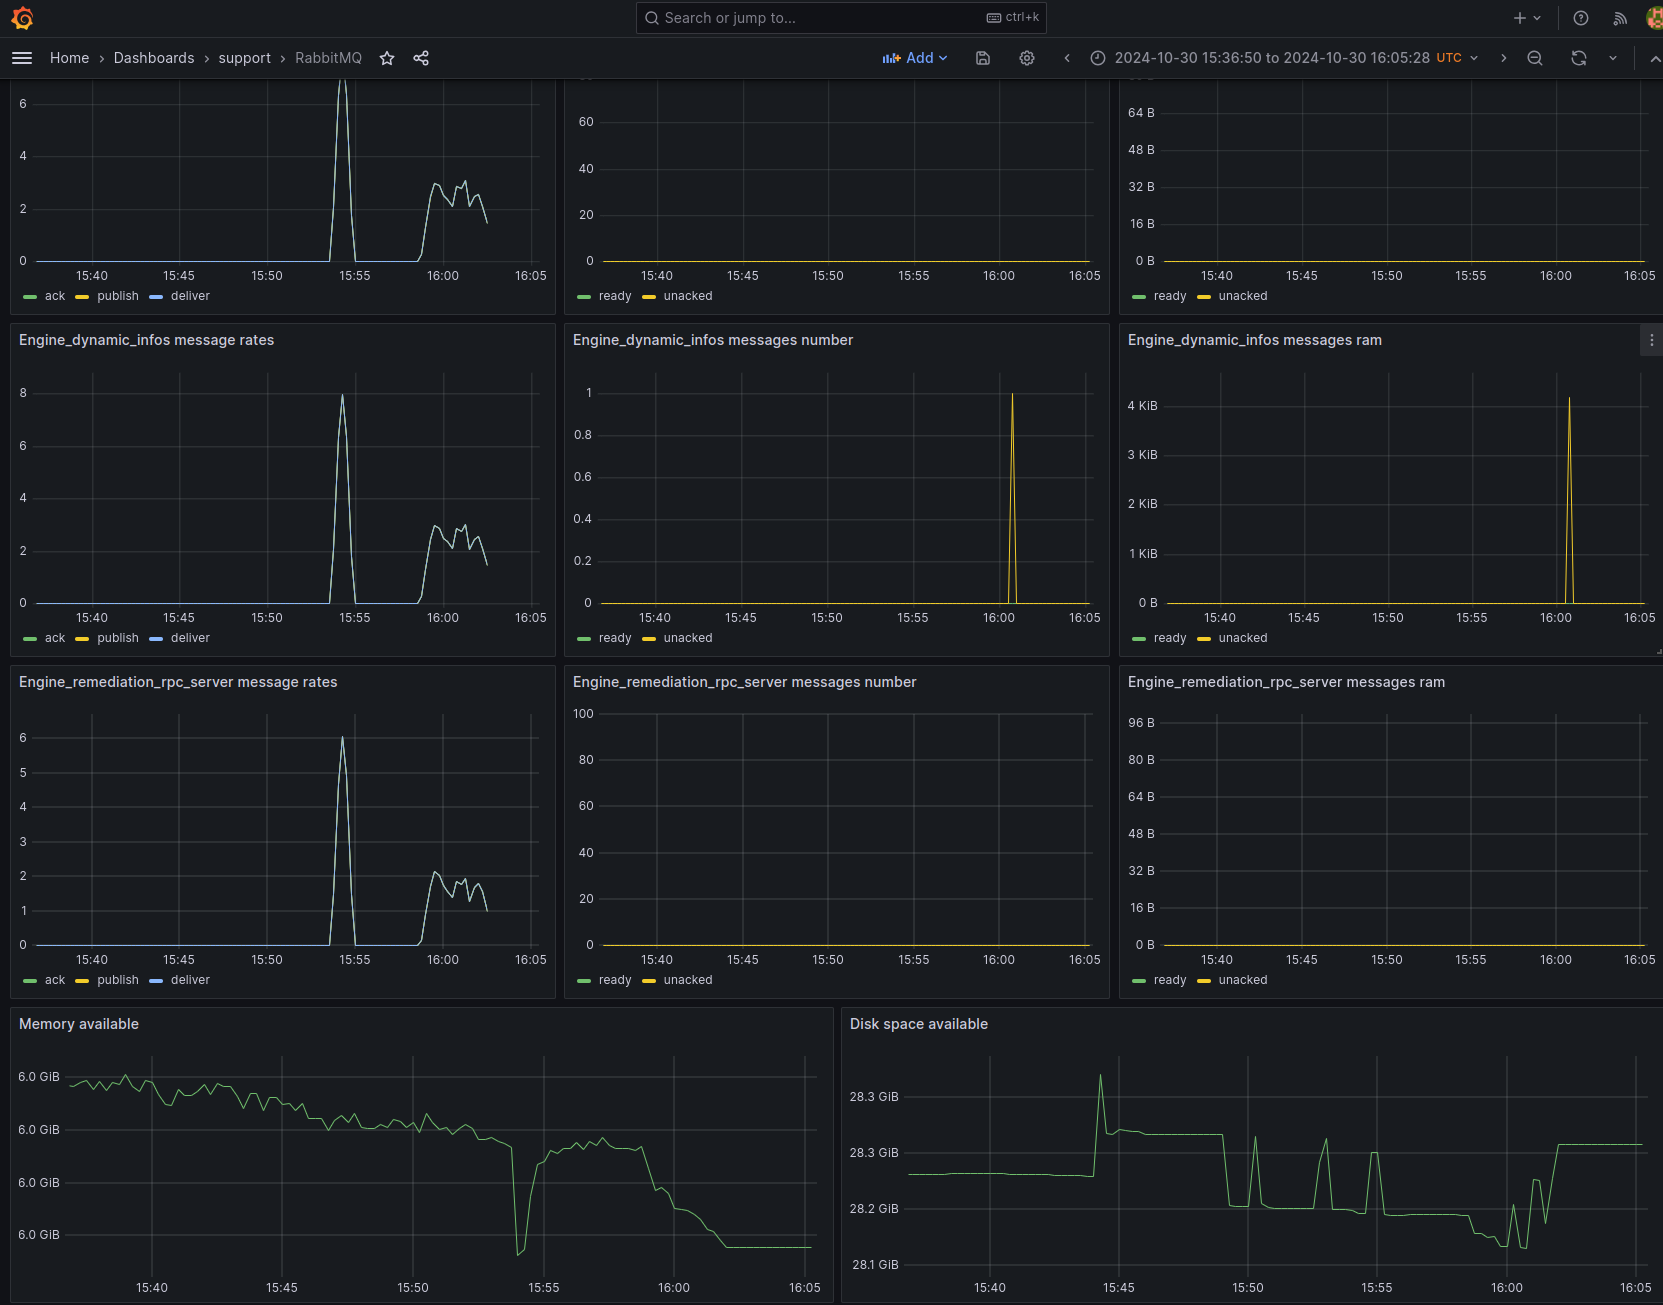 Search or jump to...
ctrl+k
Home › Dashboards › support › RabbitMQ
Add
2024-10-30 15:36:50 to 2024-10-30 16:05:28 UTC
6
4
2
0
15:40 15:45 15:50 15:55 16:00 16:05
ack publish deliver
60
40
20
0
15:40 15:45 15:50 15:55 16:00 16:05
ready unacked
64 B
48 B
32 B
16 B
0 B
15:40 15:45 15:50 15:55 16:00 16:05
ready unacked
Engine_dynamic_infos message rates
8
6
4
2
0
15:40 15:45 15:50 15:55 16:00 16:05
ack publish deliver
Engine_dynamic_infos messages number
1
0.8
0.6
0.4
0.2
0
15:40 15:45 15:50 15:55 16:00 16:05
ready unacked
Engine_dynamic_infos messages ram
4 KiB
3 KiB
2 KiB
1 KiB
0 B
15:40 15:45 15:50 15:55 16:00 16:05
ready unacked
Engine_remediation_rpc_server message rates
6
5
4
3
2
1
0
15:40 15:45 15:50 15:55 16:00 16:05
ack publish deliver
Engine_remediation_rpc_server messages number
100
80
60
40
20
0
15:40 15:45 15:50 15:55 16:00 16:05
ready unacked
Engine_remediation_rpc_server messages ram
96 B
80 B
64 B
48 B
32 B
16 B
0 B
15:40 15:45 15:50 15:55 16:00 16:05
ready unacked
Memory available
6.0 GiB
6.0 GiB
6.0 GiB
6.0 GiB
15:40 15:45 15:50 15:55 16:00 16:05
Disk space available
28.3 GiB
28.3 GiB
28.2 GiB
28.1 GiB
15:40 15:45 15:50 15:55 16:00 16:05